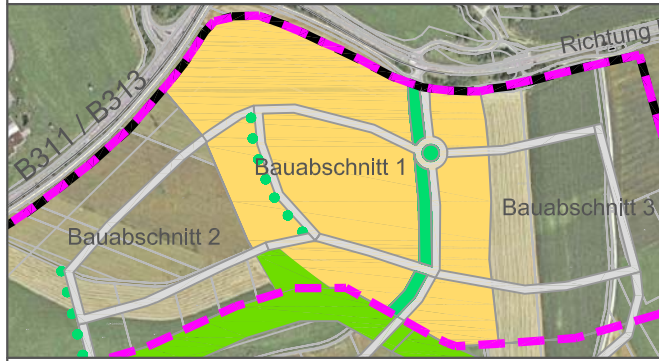 Richtung
B311 / B313
Bauabschnitt 1
Bauabschnitt 2
Bauabschnitt 3